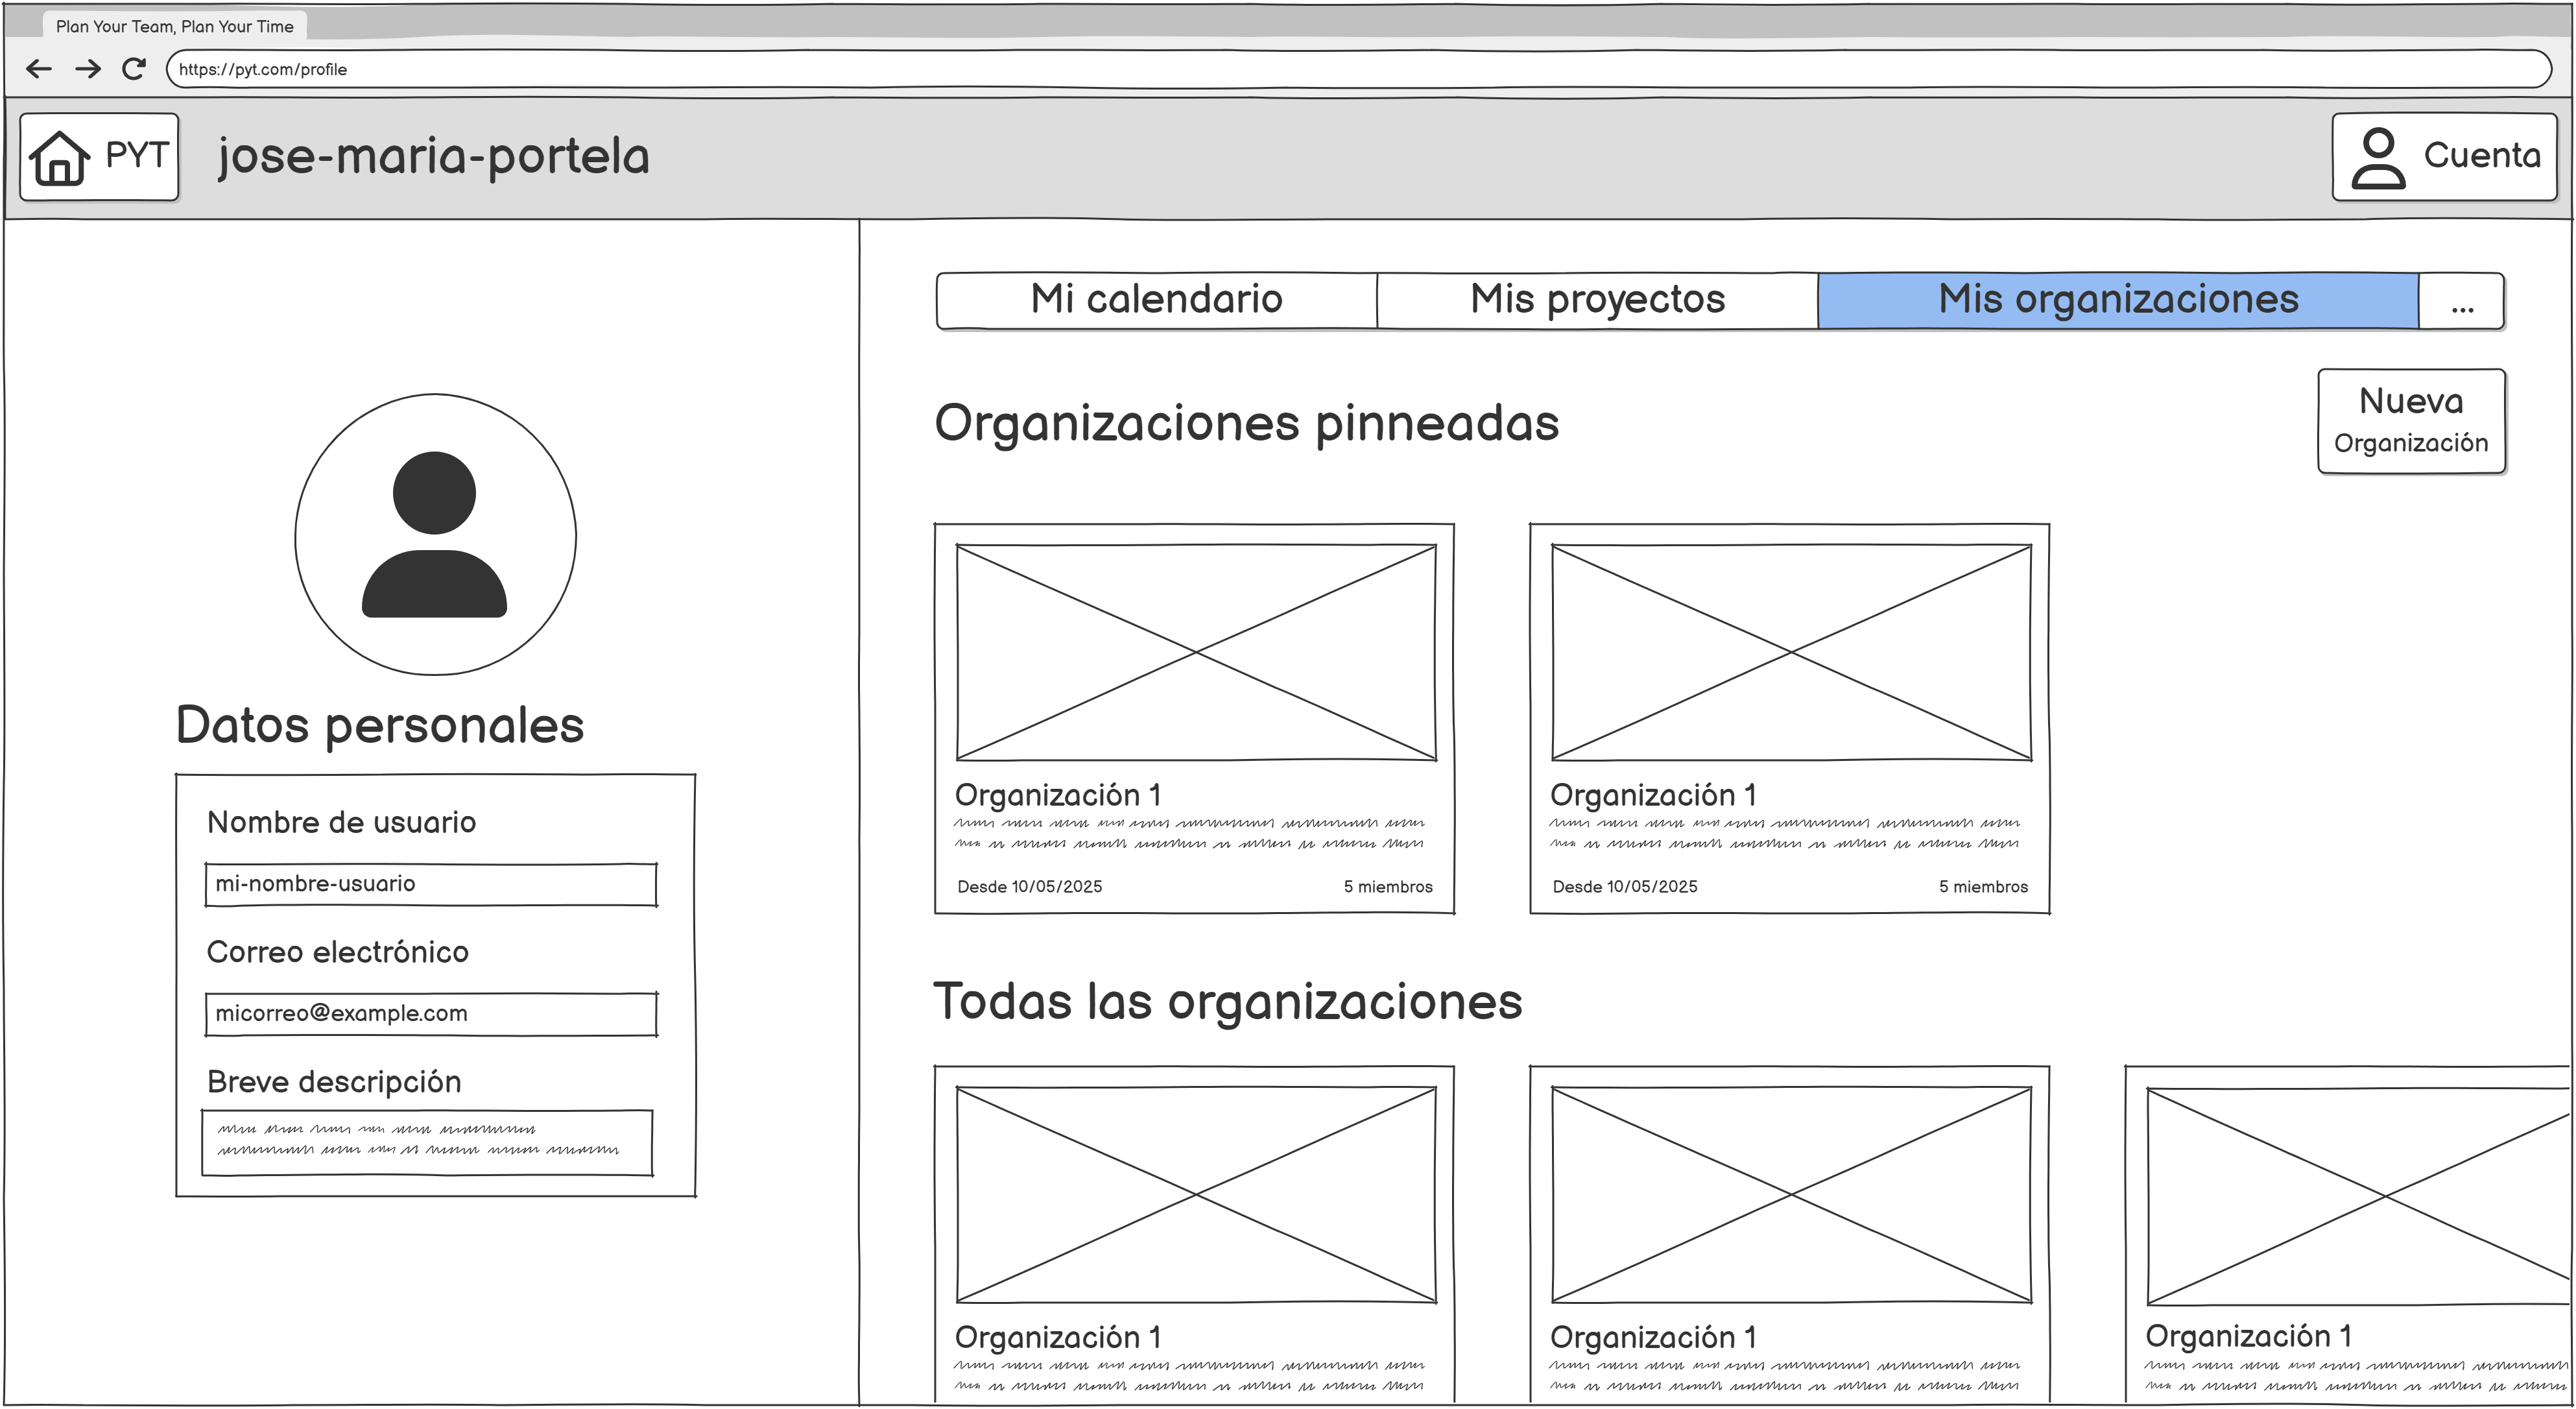 Plan Your Team, Plan Your Time
https://pyt.com/profile
PYT
jose-maria-portela
Cuenta
Mi calendario
Mis proyectos
Mis organizaciones
...
Datos personales
Nombre de usuario
mi-nombre-usuario
Correo electrónico
micorreo@example.com
Breve descripción
Organizaciones pinneadas
Nueva
Organización
Organización 1
Desde 10/05/2025
5 miembros
Organización 1
Desde 10/05/2025
5 miembros
Todas las organizaciones
Organización 1
Organización 1
Organización 1